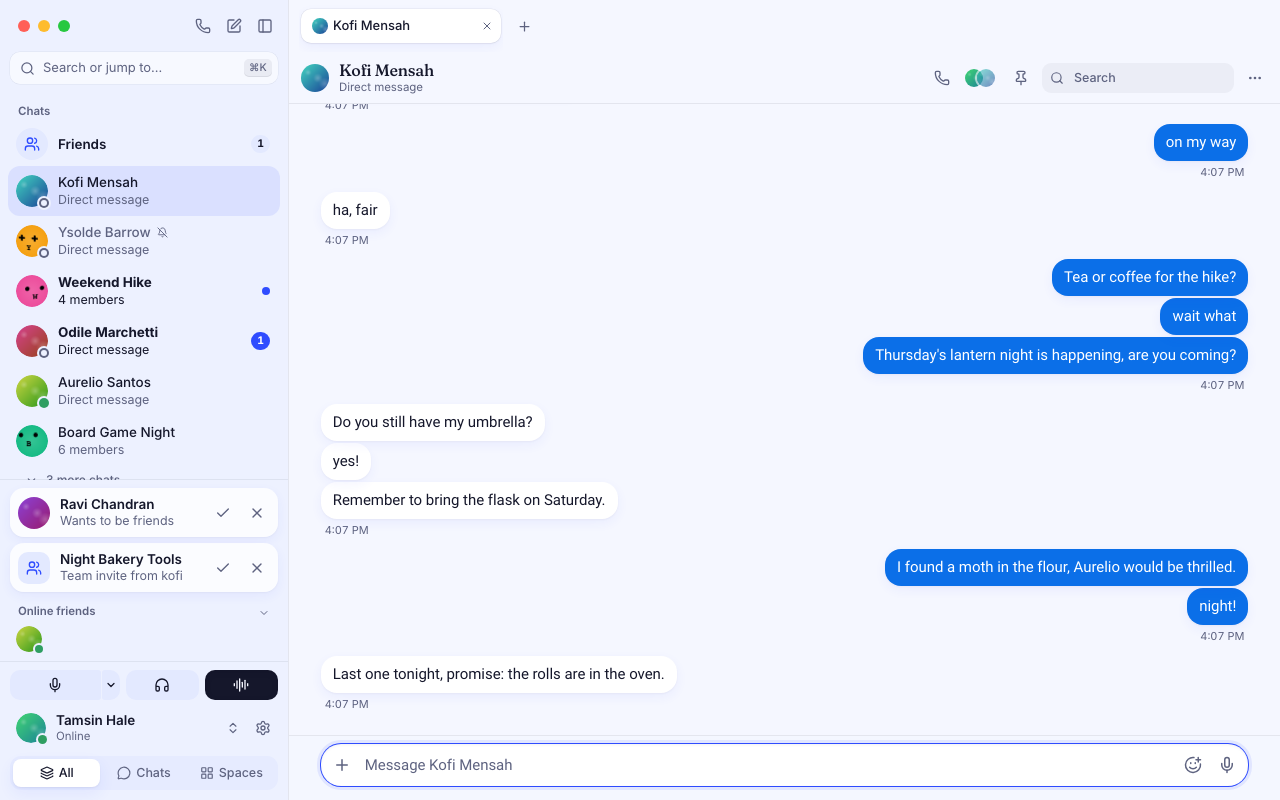 Search or jump to...
⌘K
Chats
Friends
1
Kofi Mensah
Direct message
Ysolde Barrow
Direct message
Weekend Hike
4 members
Odile Marchetti
Direct message
1
Aurelio Santos
Direct message
Board Game Night
6 members
3 more chats
Ravi Chandran
Wants to be friends
Night Bakery Tools
Team invite from kofi
Online friends
Tamsin Hale
Online
All
Chats
Spaces
Kofi Mensah
Kofi Mensah
Direct message
Search
4:07 PM
on my way
4:07 PM
ha, fair
4:07 PM
Tea or coffee for the hike?
wait what
Thursday's lantern night is happening, are you coming?
4:07 PM
Do you still have my umbrella?
yes!
Remember to bring the flask on Saturday.
4:07 PM
I found a moth in the flour, Aurelio would be thrilled.
night!
4:07 PM
Last one tonight, promise: the rolls are in the oven.
4:07 PM
Message Kofi Mensah